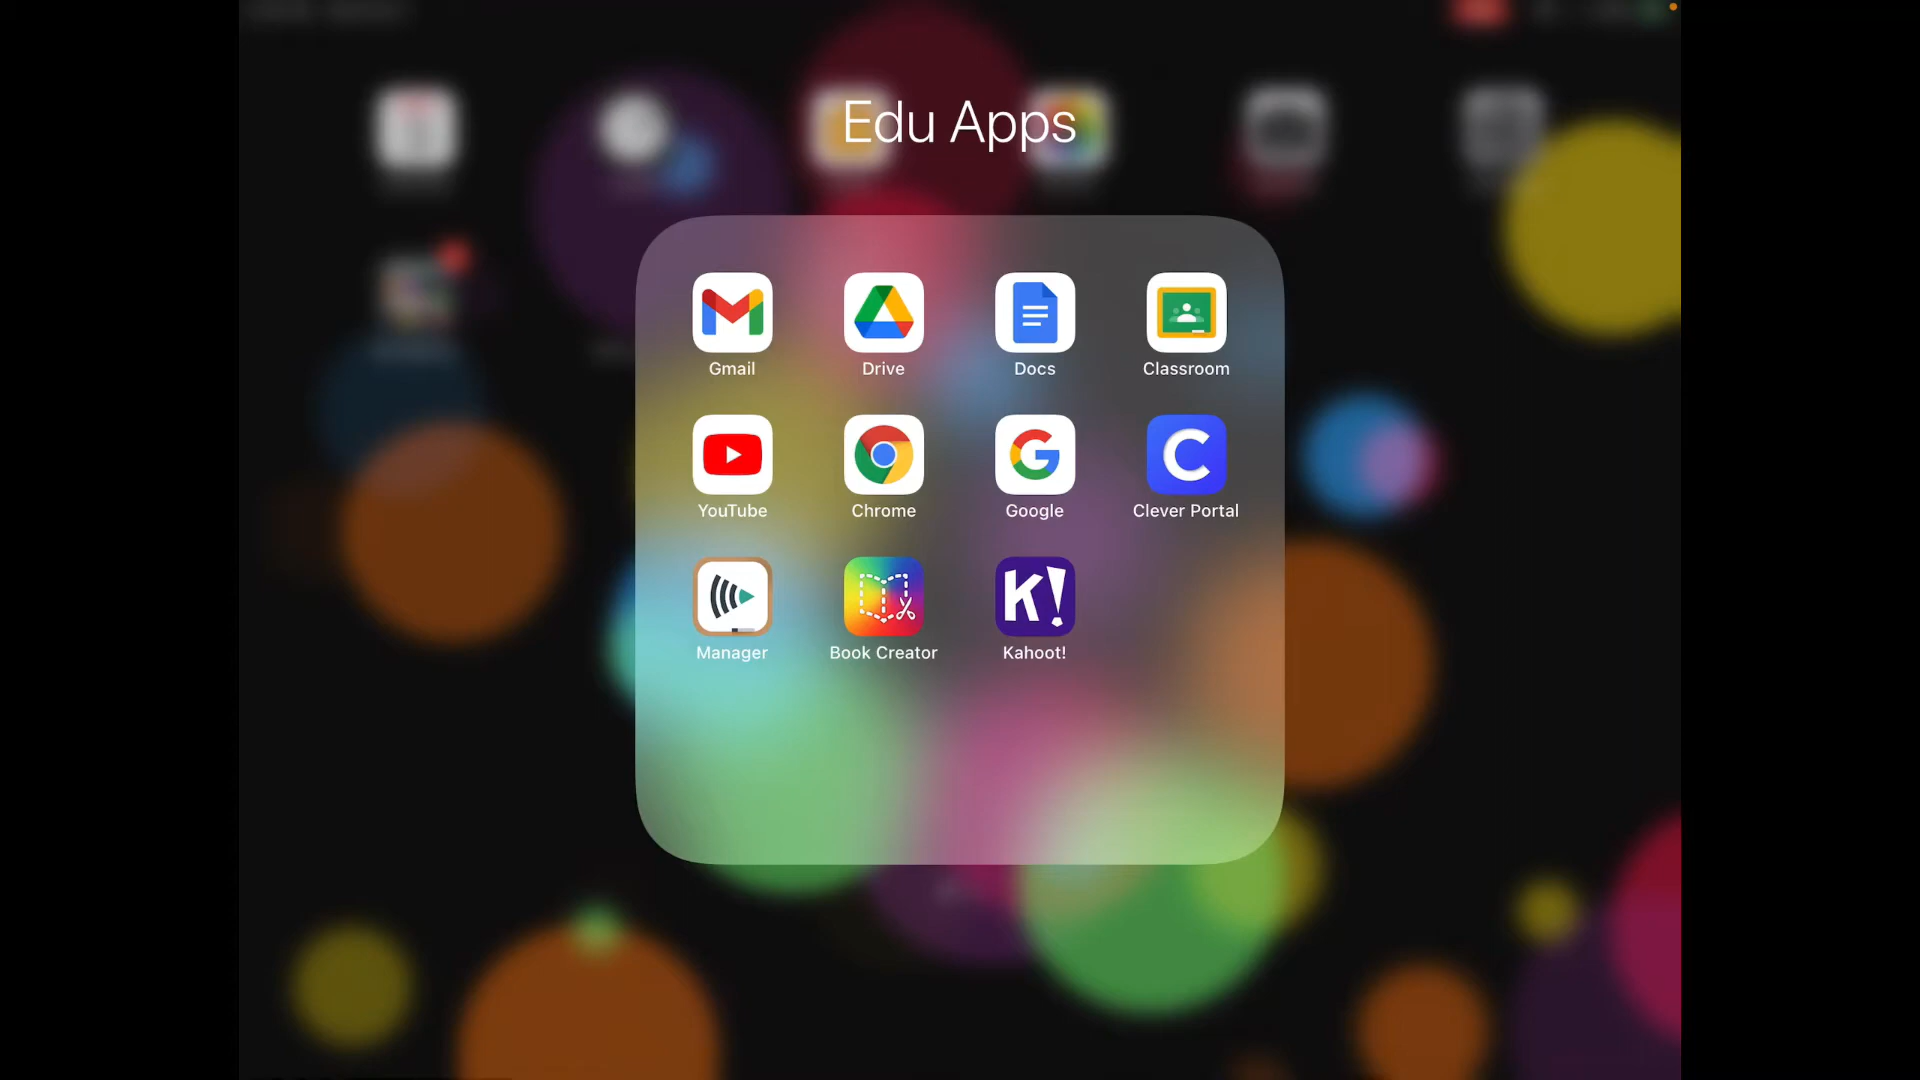 Edu Apps
Gmail Drive Docs Classroom
YouTube Chrome Google Clever Portal
K!
Manager Book Creator Kahoot!